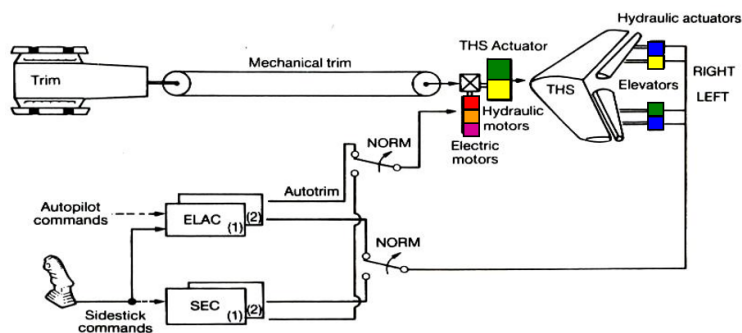 Hydraulic actuators
THS Actuator
Mechanical trim
Trim
THS
Elevators
RIGHT
LEFT
Hydraulic
motors
Electric
motors
NORM
Autotrim
Autopilot
commands
ELAC
(1)
(2)
NORM
SEC
(1)
(2)
Sidestick
commands